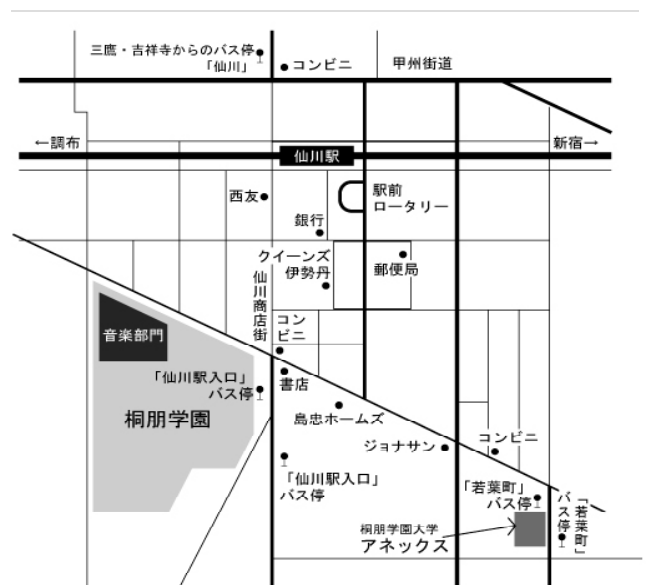 三鷹・吉祥寺からのバス停
「仙川」
コンビニ
甲州街道
←調布
仙川駅
新宿→
西友
駅前
ロータリー
銀行
クイーンズ
伊勢丹
郵便局
仙川商店街
コン
ビニ
音楽部門
「仙川駅入口」
バス停
書店
桐朋学園
島忠ホームズ
ジョナサン
コンビニ
「仙川駅入口」
バス停
「若葉町」
バス停
「若葉町」
バス停
桐朋学園大学
アネックス